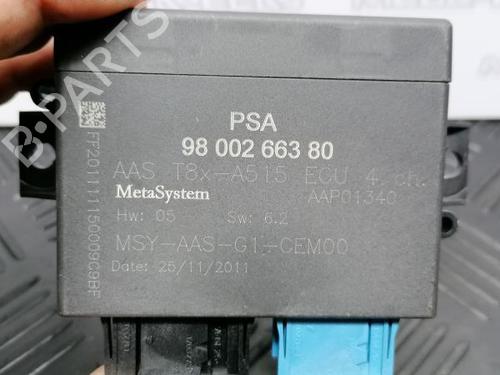 PSA
98 002 663 80
AAS T8x-A515 ECU 4 ch.
MetaSystem
AAP01340
Hw: 05 Sw: 6.2
MSY-AAS-G1-CEM00
Date: 25/11/2011
B-PARTS